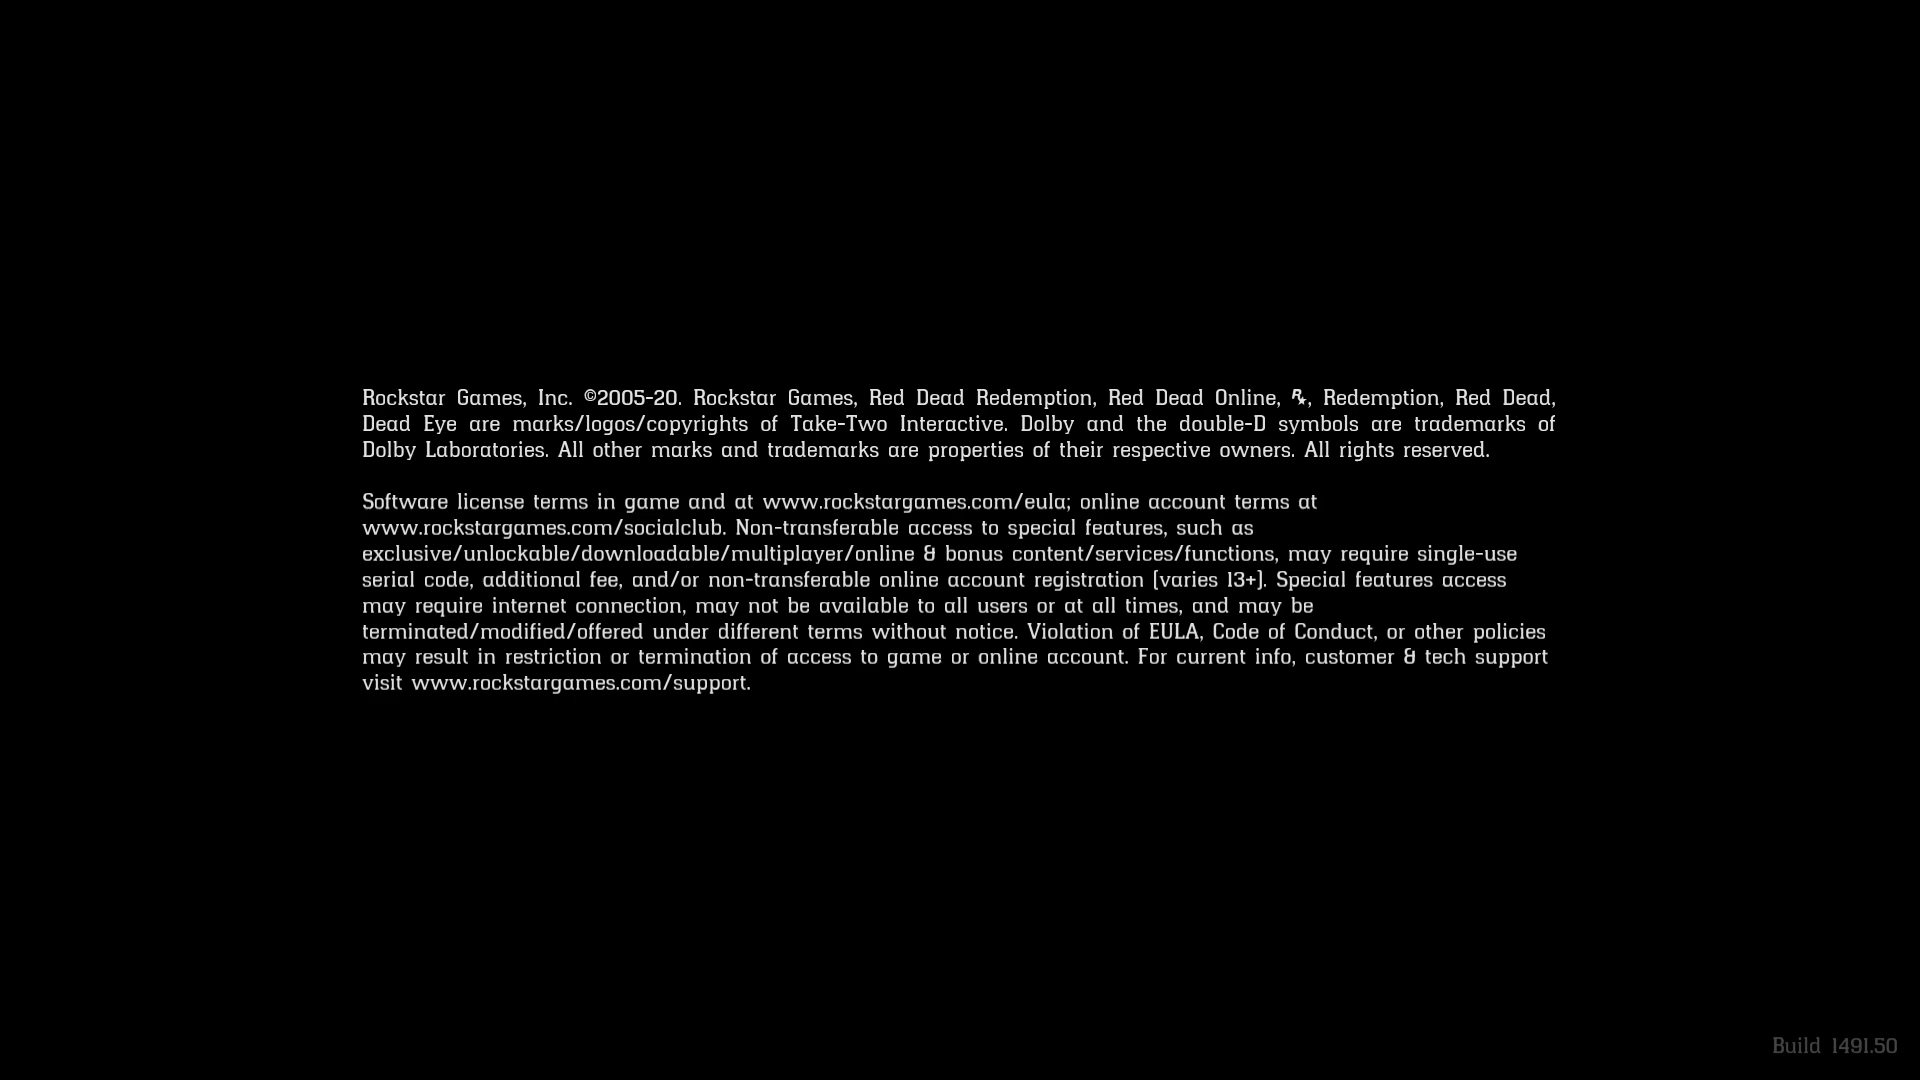 Rockstar Games, Inc. ©2005-20. Rockstar Games, Red Dead Redemption, Red Dead Online, R★, Redemption, Red Dead,
Dead Eye are marks/logos/copyrights of Take-Two Interactive. Dolby and the double-D symbols are trademarks of
Dolby Laboratories. All other marks and trademarks are properties of their respective owners. All rights reserved.
Software license terms in game and at www.rockstargames.com/eula; online account terms at
www.rockstargames.com/socialclub. Non-transferable access to special features, such as
exclusive/unlockable/downloadable/multiplayer/online & bonus content/services/functions, may require single-use
serial code, additional fee, and/or non-transferable online account registration (varies 13+). Special features access
may require internet connection, may not be available to all users or at all times, and may be
terminated/modified/offered under different terms without notice. Violation of EULA, Code of Conduct, or other policies
may result in restriction or termination of access to game or online account. For current info, customer & tech support
visit www.rockstargames.com/support.
Build 1491.50